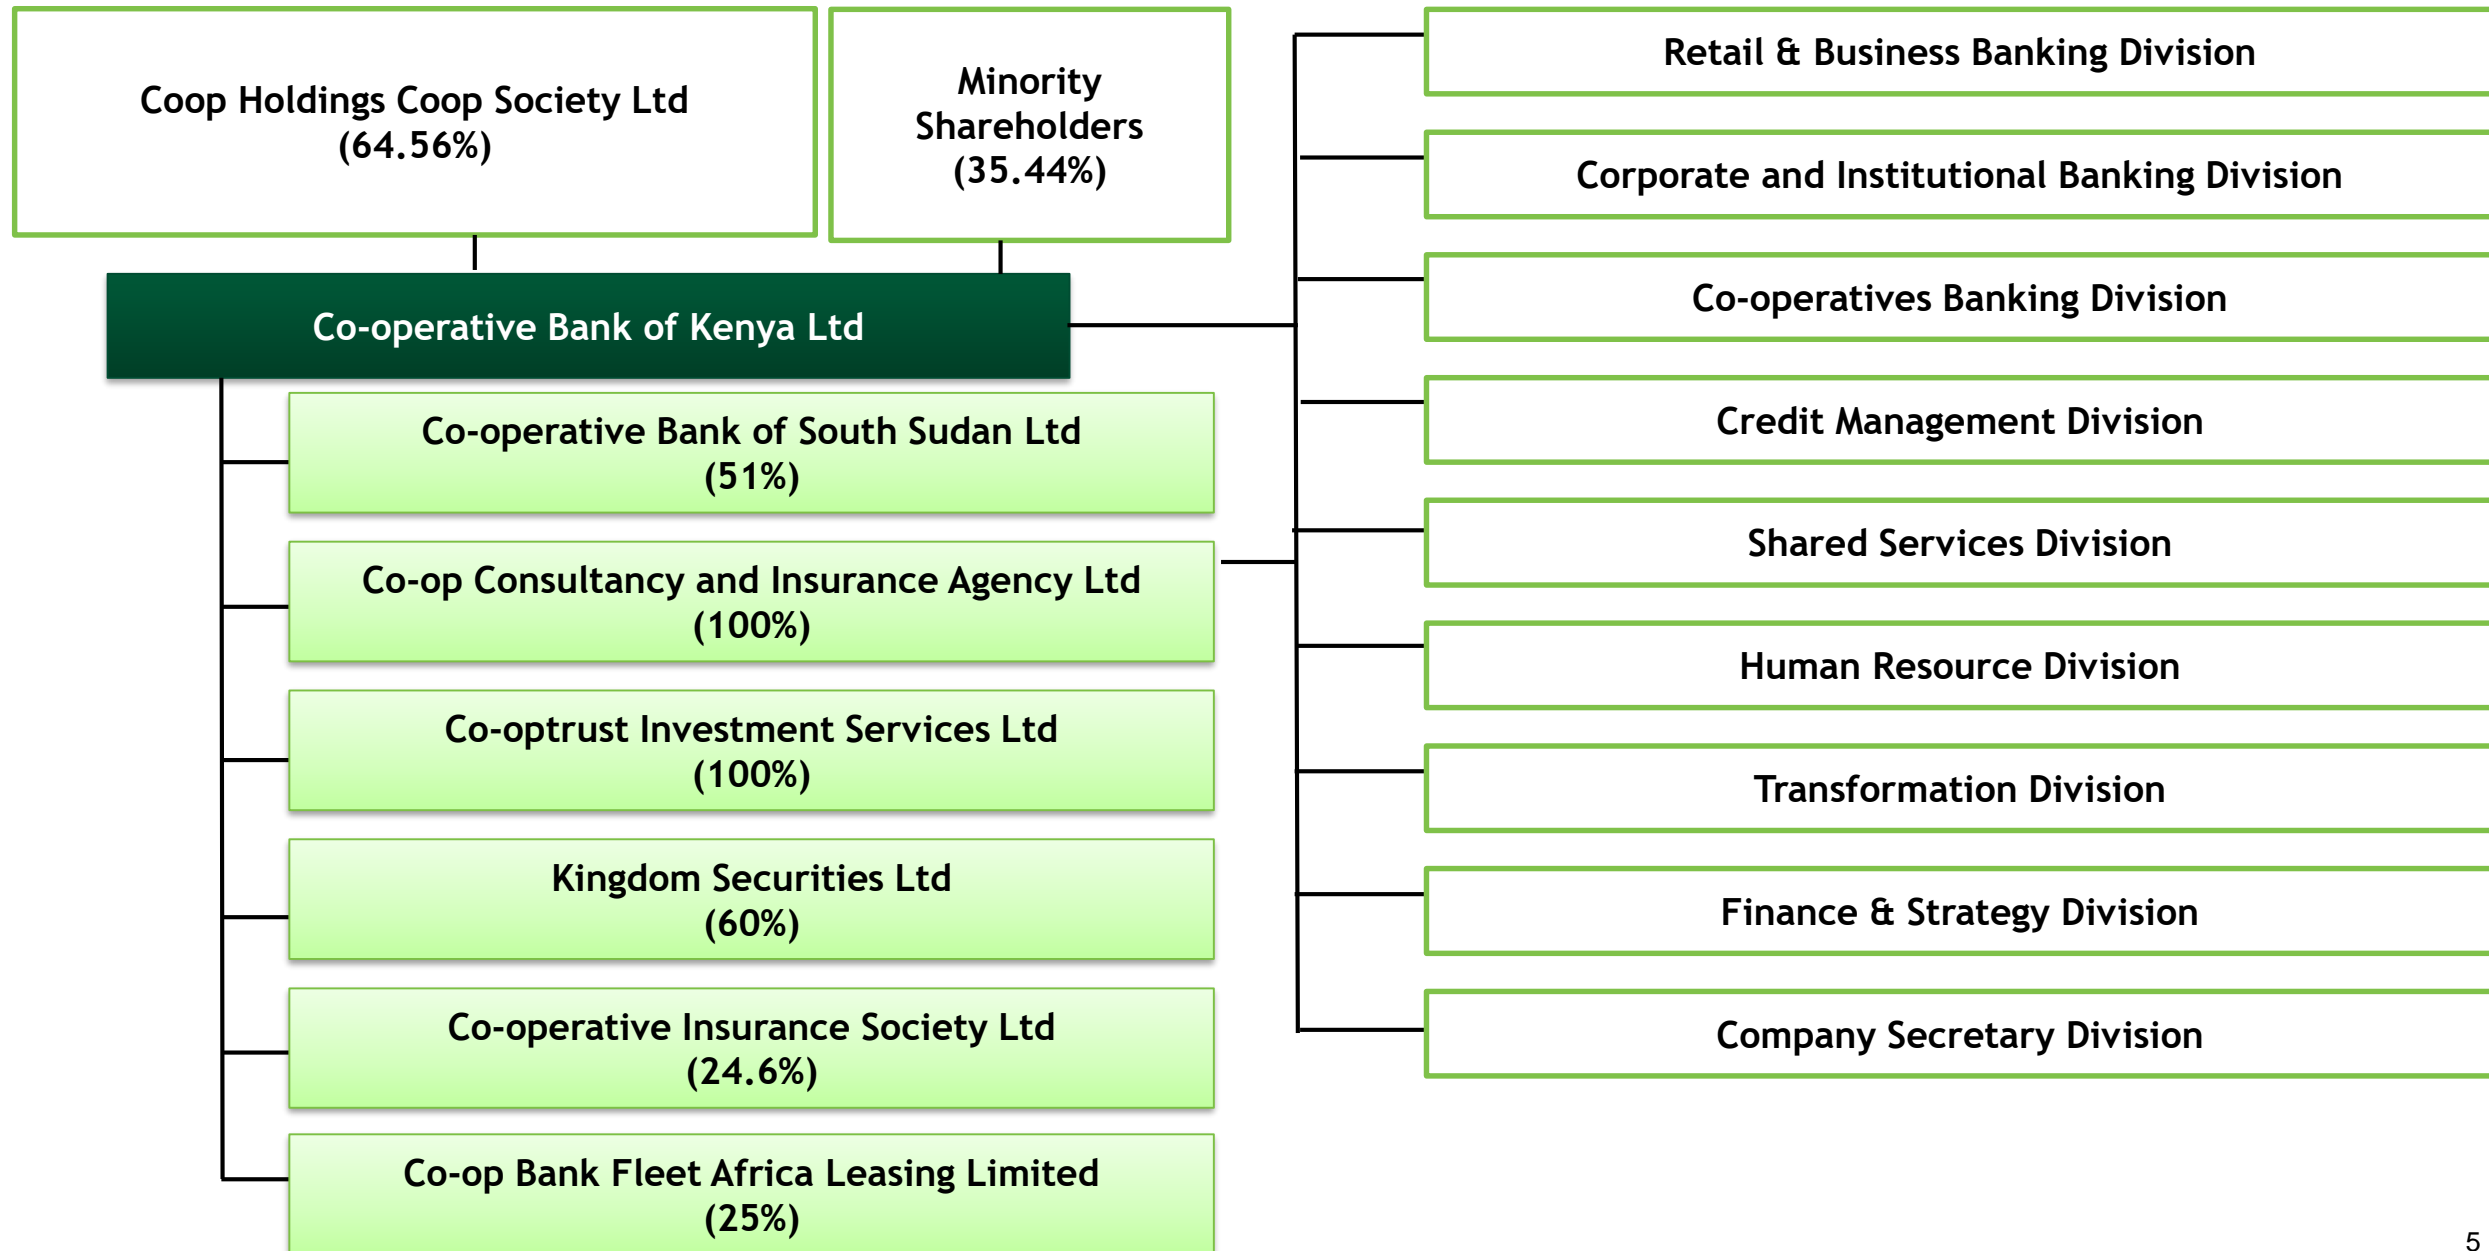 Coop Holdings Coop Society Ltd
(64.56%)
Minority
Shareholders
(35.44%)
Co-operative Bank of Kenya Ltd
Co-operative Bank of South Sudan Ltd
(51%)
Co-op Consultancy and Insurance Agency Ltd
(100%)
Co-optrust Investment Services Ltd
(100%)
Kingdom Securities Ltd
(60%)
Co-operative Insurance Society Ltd
(24.6%)
Co-op Bank Fleet Africa Leasing Limited
(25%)
Retail & Business Banking Division
Corporate and Institutional Banking Division
Co-operatives Banking Division
Credit Management Division
Shared Services Division
Human Resource Division
Transformation Division
Finance & Strategy Division
Company Secretary Division
5